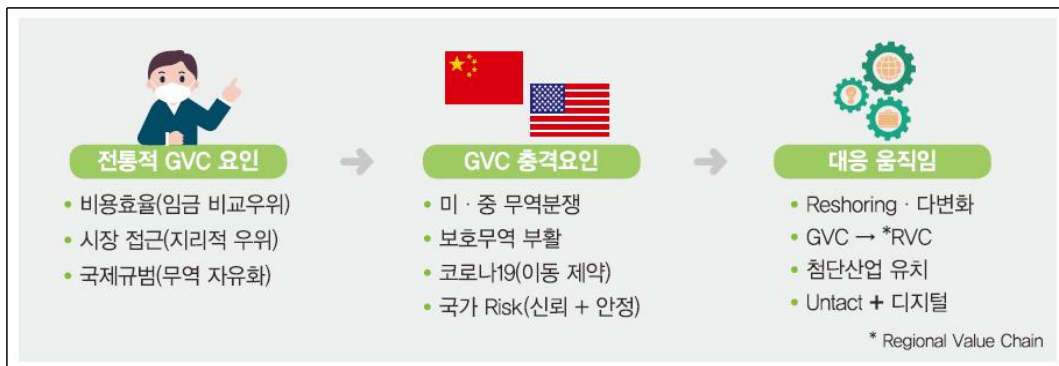 전통적 GVC 요인
• 비용효율(임금 비교우위)
• 시장 접근(지리적 우위)
• 국제규범(무역 자유화)
GVC 충격요인
• 미 · 중 무역분쟁
• 보호무역 부활
• 코로나19(이동 제약)
• 국가 Risk(신뢰 + 안정)
대응 움직임
• Reshoring · 다변화
• GVC → *RVC
• 첨단산업 유치
• Untact + 디지털
* Regional Value Chain